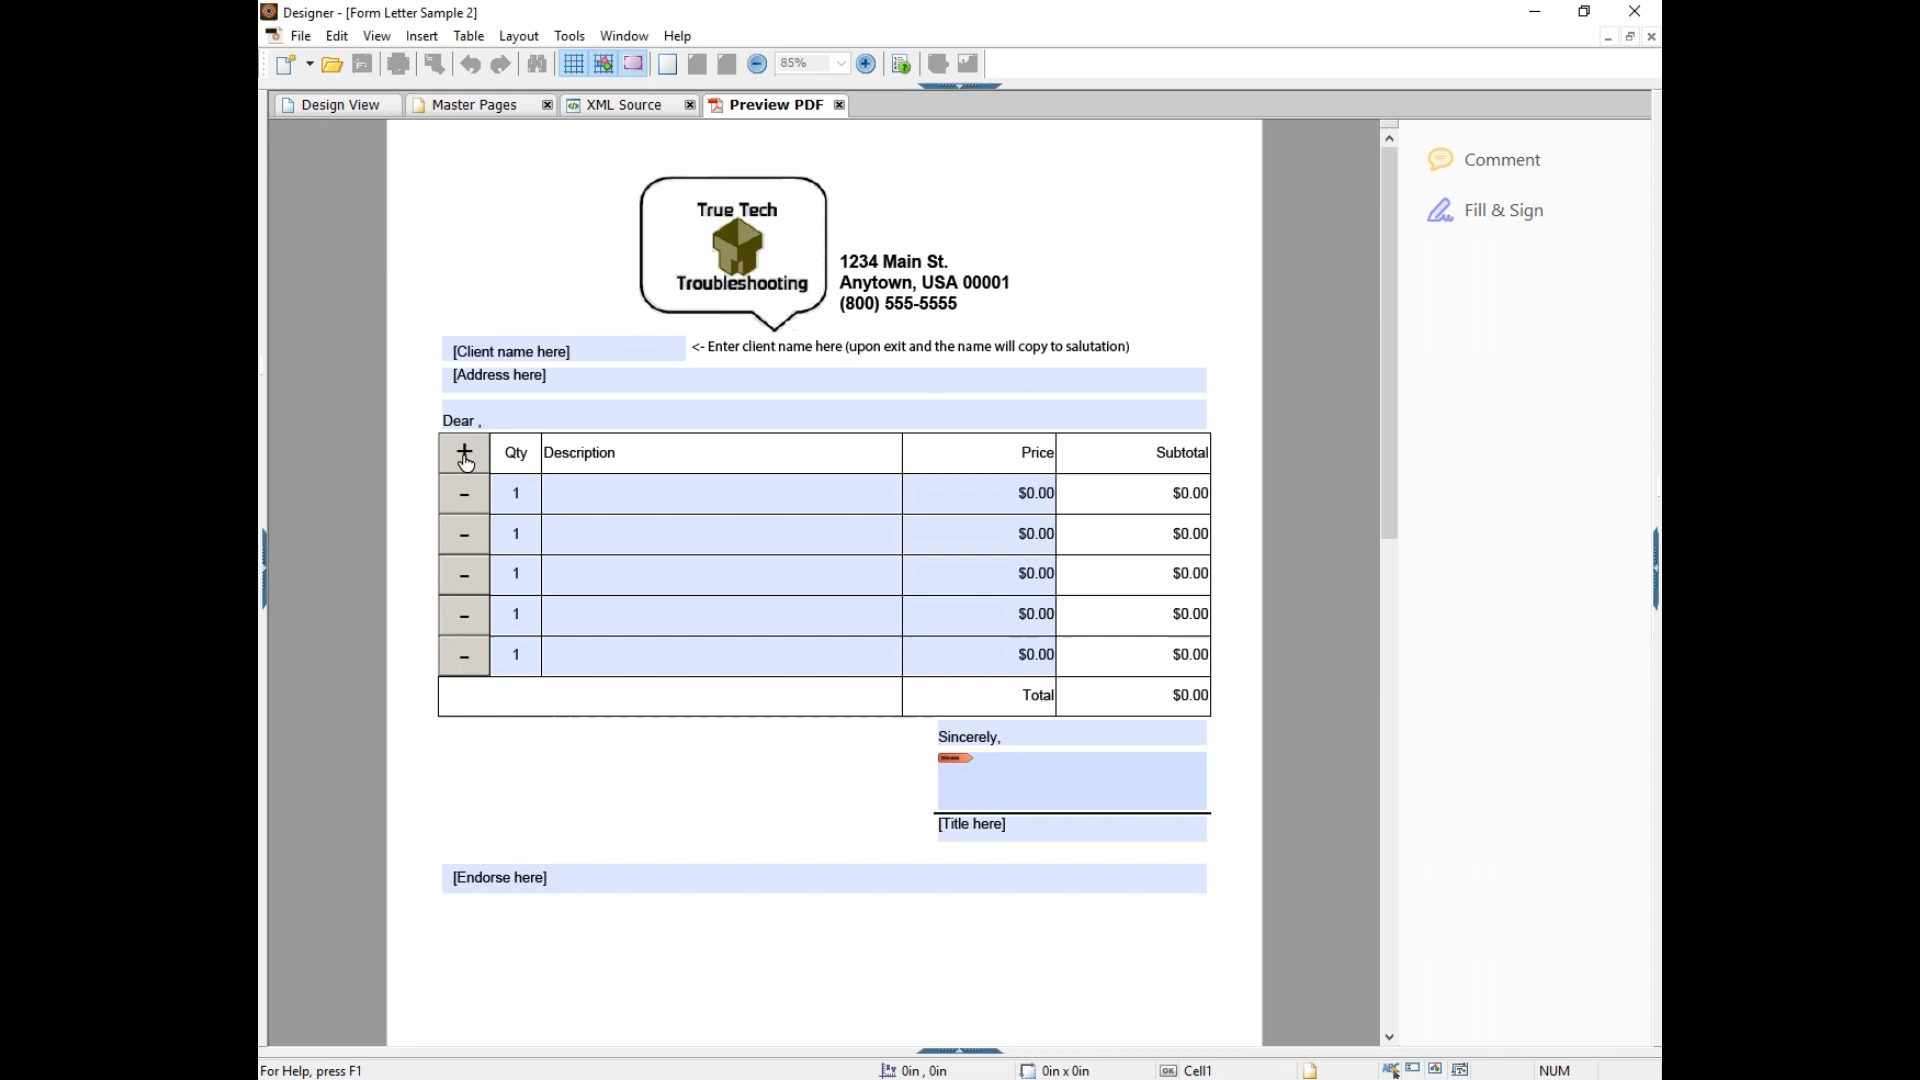 Designer - [Form Letter Sample 2]
File Edit View Insert Table Layout Tools Window Help
85%
Design View Master Pages XML Source Preview PDF
Comment
Fill & Sign
True Tech
Troubleshooting
1234 Main St.
Anytown, USA 00001
(800) 555-5555
[Client name here] <- Enter client name here (upon exit and the name will copy to salutation)
[Address here]
Dear ,
+ Qty Description Price Subtotal
- 1 $0.00 $0.00
- 1 $0.00 $0.00
- 1 $0.00 $0.00
- 1 $0.00 $0.00
- 1 $0.00 $0.00
Total $0.00
Sincerely,
[Title here]
[Endorse here]
For Help, press F1 0in , 0in 0in x 0in OK Cell1 ABC NUM